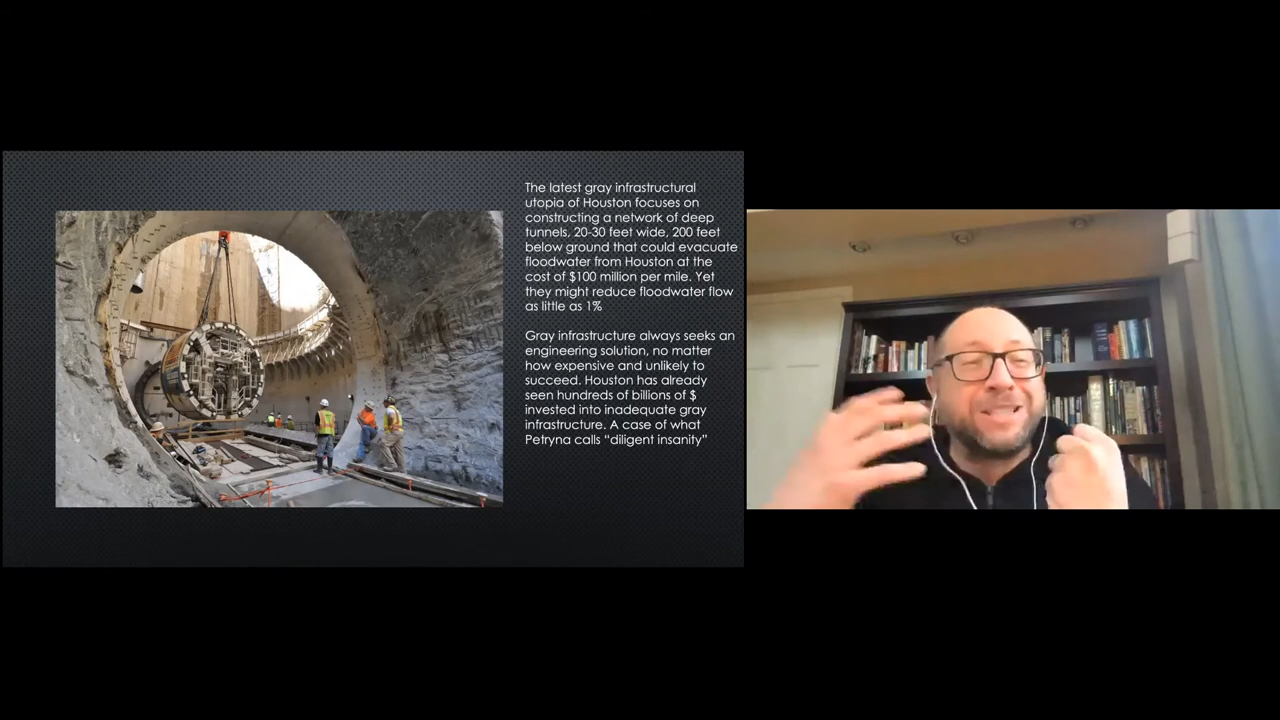 The latest gray infrastructural
utopia of Houston focuses on
constructing a network of deep
tunnels, 20-30 feet wide, 200 feet
below ground that could evacuate
floodwater from Houston at the
cost of $100 million per mile. Yet
they might reduce floodwater flow
as little as 1%
Gray infrastructure always seeks an
engineering solution, no matter
how expensive and unlikely to
succeed. Houston has already
seen hundreds of billions of $
invested into inadequate gray
infrastructure. A case of what
Petryna calls “diligent insanity”